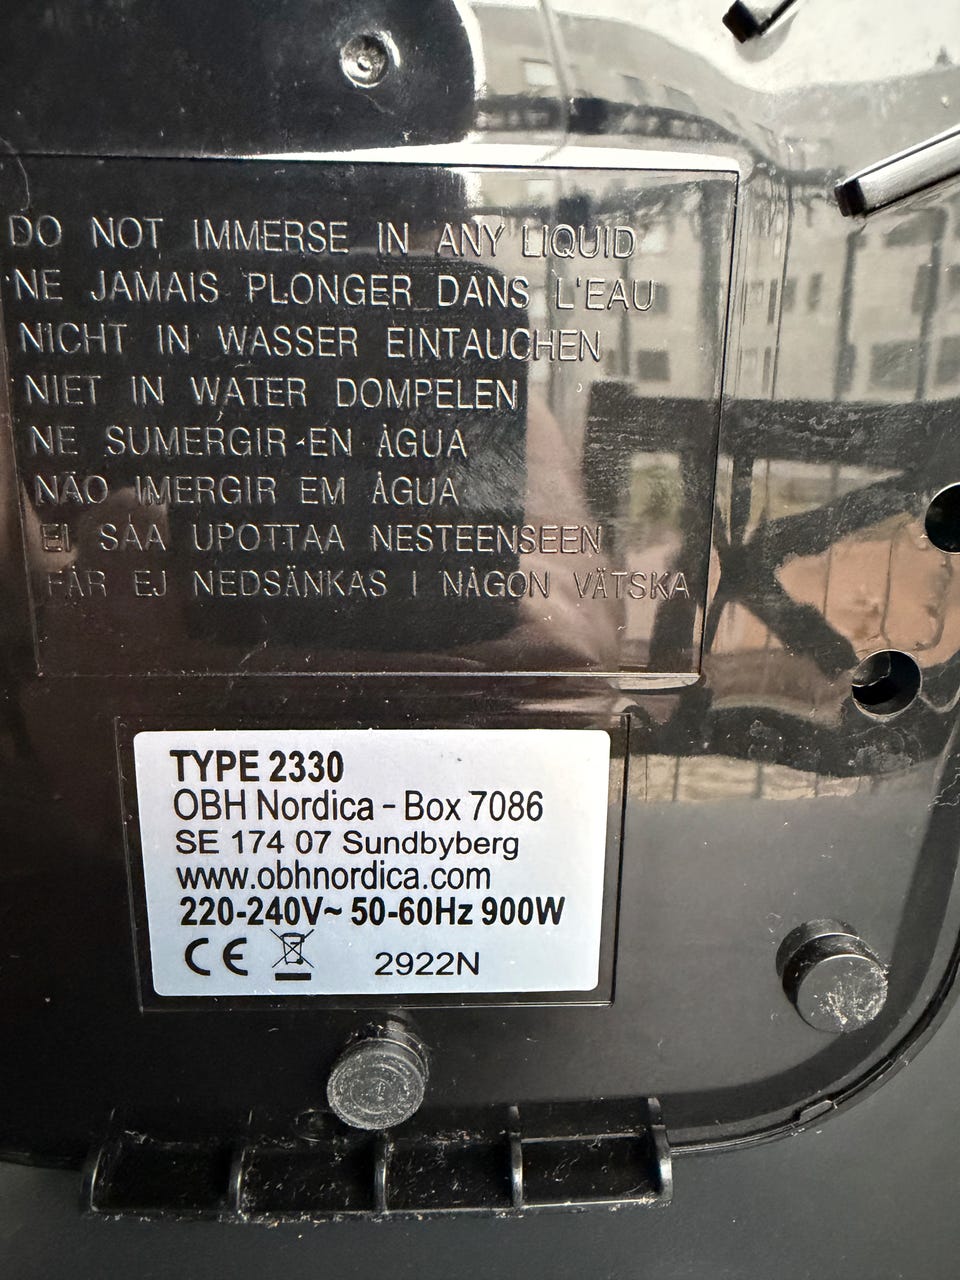 DO NOT IMMERSE IN ANY LIQUID
NE JAMAIS PLONGER DANS L'EAU
NICHT IN WASSER EINTAUCHEN
NIET IN WATER DOMPELEN
NE SUMERGIR EN ÁGUA
NÃO IMERGIR EM ÁGUA
EI SAA UPOTTAA NESTEENSEEN
FÅR EJ NEDSÄNKAS I NÅGON VÄTSKA
TYPE 2330
OBH Nordica - Box 7086
SE 174 07 Sundbyberg
www.obhnordica.com
220-240V~ 50-60Hz 900W
CE 2922N